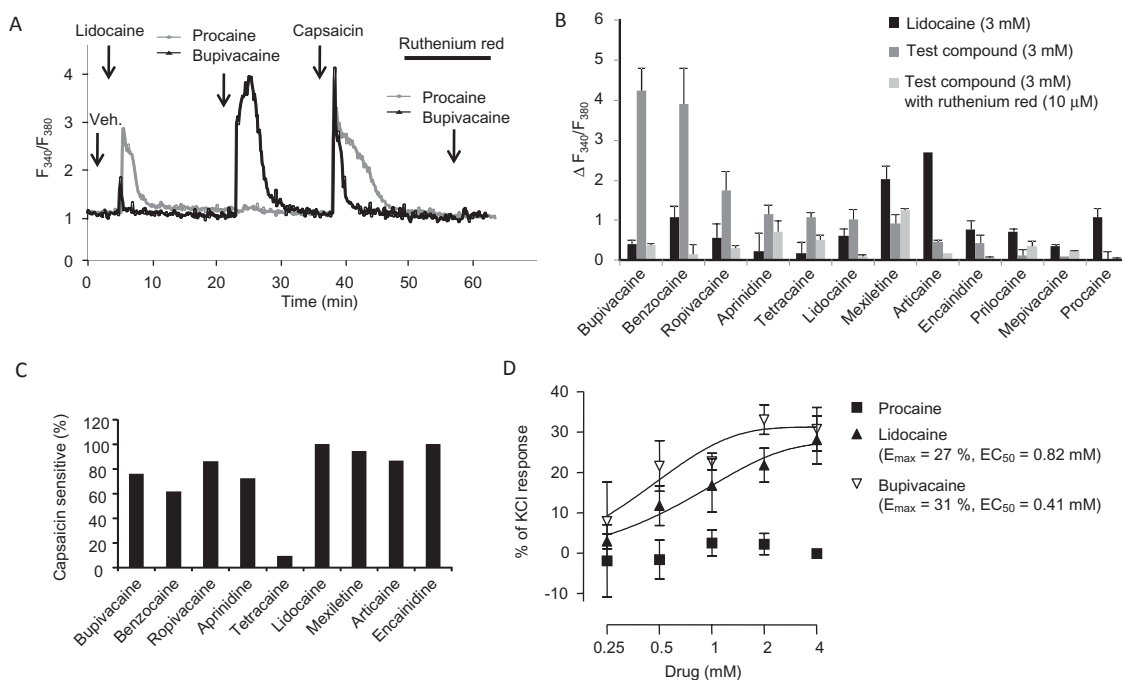 A
Lidocaine
Procaine
Bupivacaine
Capsaicin
Ruthenium red
Procaine
Bupivacaine
Veh.
F340/F380
4
3
2
1
0
0 10 20 30 40 50 60
Time (min)
B
Lidocaine (3 mM)
Test compound (3 mM)
Test compound (3 mM)
with ruthenium red (10 μM)
Δ F340/F380
6
5
4
3
2
1
0
Bupivacaine
Benzocaine
Ropivacaine
Aprinidine
Tetracaine
Lidocaine
Mexiletine
Articaine
Encainidine
Prilocaine
Mepivacaine
Procaine
C
Capsaicin sensitive (%)
120
100
80
60
40
20
0
Bupivacaine
Benzocaine
Ropivacaine
Aprinidine
Tetracaine
Lidocaine
Mexiletine
Articaine
Encainidine
D
% of KCl response
40
30
20
10
0
-10
0.25 0.5 1 2 4
Drug (mM)
Procaine
Lidocaine
(Emax = 27 %, EC50 = 0.82 mM)
Bupivacaine
(Emax = 31 %, EC50 = 0.41 mM)